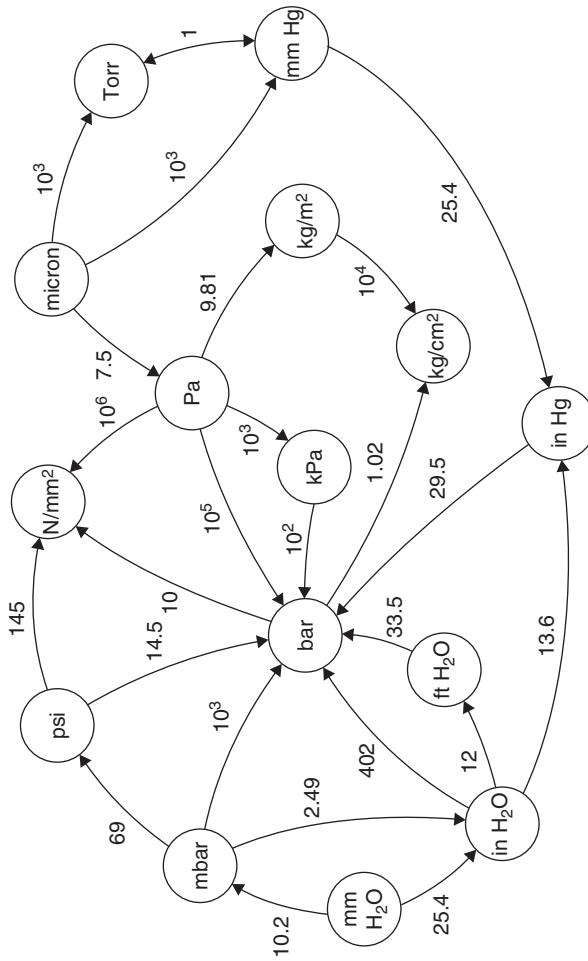 micron
Torr
mm Hg
10³
10³
1
7.5
Pa
N/mm²
10⁶
9.81
kg/m²
10⁴
kg/cm²
25.4
10³
kPa
10⁵
10²
1.02
in Hg
29.5
145
10
psi
14.5
bar
33.5
ft H₂O
13.6
69
10³
402
12
mbar
2.49
in H₂O
10.2
mm
H₂O
25.4